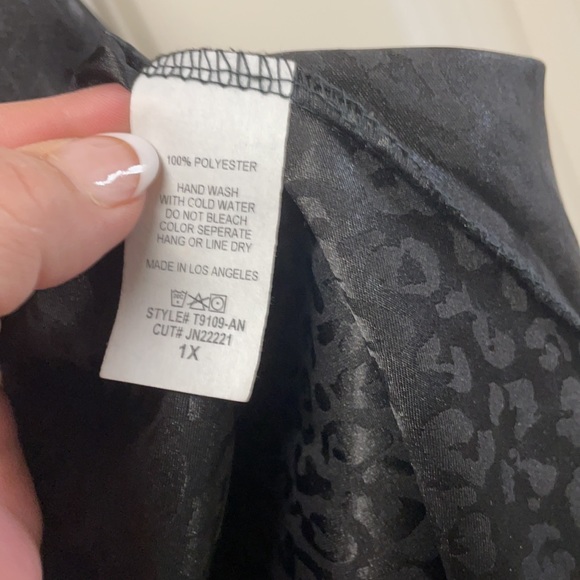 100% POLYESTER
HAND WASH
WITH COLD WATER
DO NOT BLEACH
COLOR SEPERATE
HANG OR LINE DRY
MADE IN LOS ANGELES
STYLE# T9109-AN
CUT# JN22221
1X